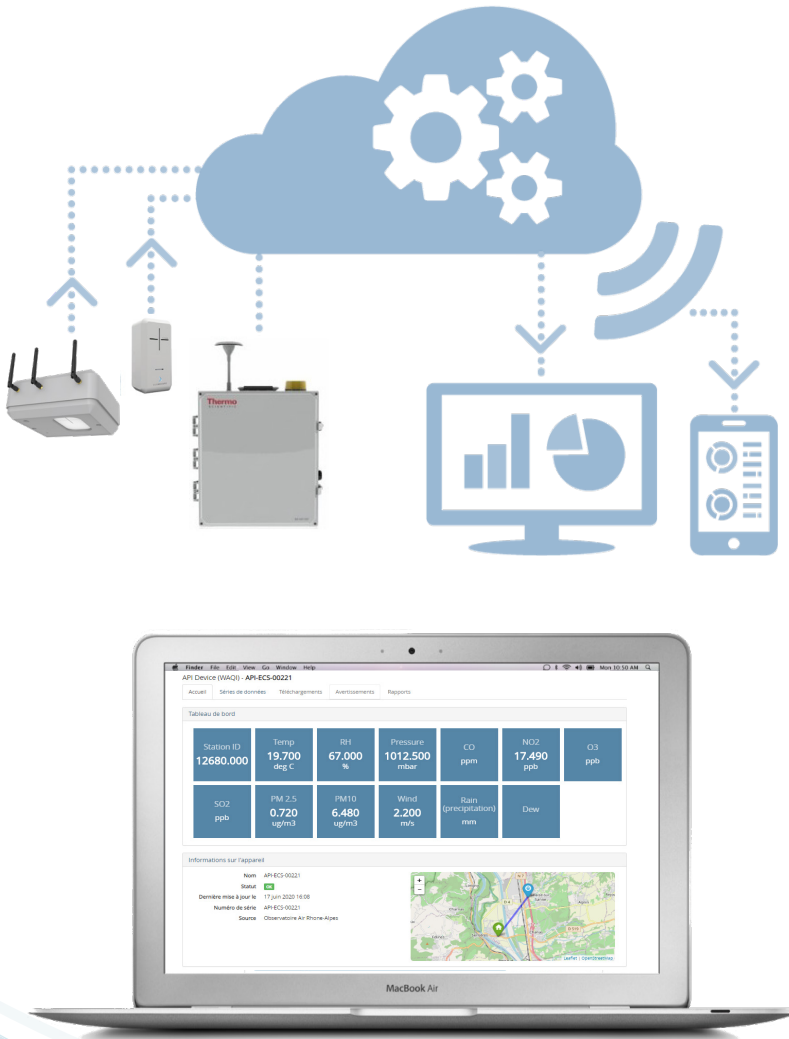 Thermo
SCIENTIFIC
Finder File Edit View Go Window Help
Mon 10:50 AM
API Device (WAQI) - API-ECS-00221
Accueil Séries de données Téléchargements Avertissements Rapports
Tableau de bord
Station ID
12680.000
Temp
19.700
deg C
RH
67.000
%
Pressure
1012.500
mbar
CO
ppm
NO2
17.490
ppb
O3
ppb
SO2
ppb
PM 2.5
0.720
ug/m3
PM10
6.480
ug/m3
Wind
2.200
m/s
Rain
(precipitation)
mm
Dew
Informations sur l'appareil
Nom API-ECS-00221
Statut OK
Dernière mise à jour le 17 juin 2020 16:08
Numéro de série API-ECS-00221
Source Observatoire Air Rhone-Alpes
+
−
Leaflet | OpenStreetMap
MacBook Air